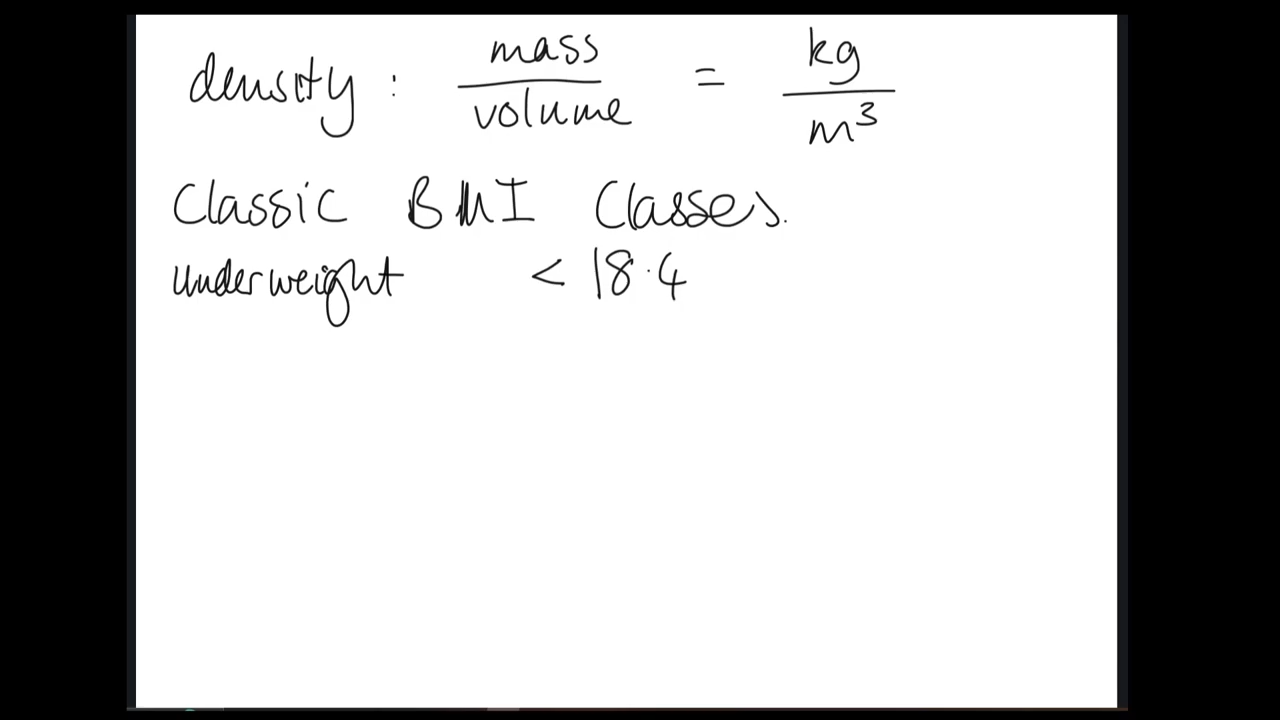 density : mass/volume = kg/m³
Classic BMI Classes.
Underweight < 18.4